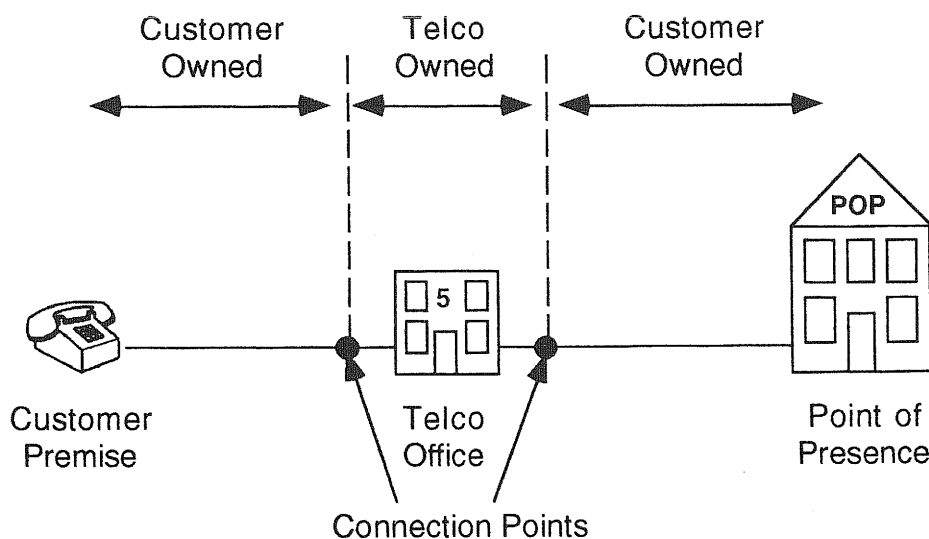 Customer
Owned
Telco
Owned
Customer
Owned
POP
5
Customer
Premise
Telco
Office
Point of
Presence
Connection Points